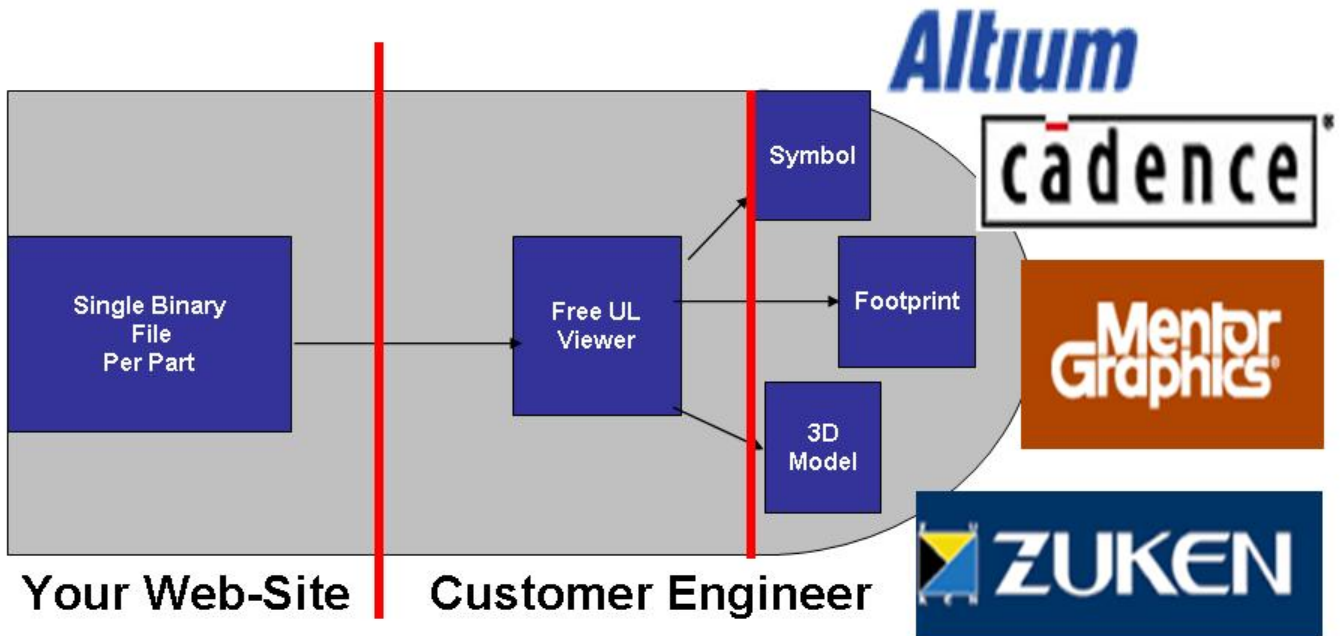 Altium
cadence®
Symbol
Single Binary
File
Per Part
Free UL
Viewer
Footprint
Mentor
Graphics®
3D
Model
ZUKEN
Your Web-Site
Customer Engineer